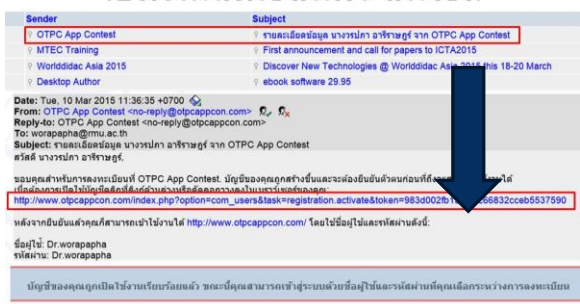 Sender Subject
OTPC App Contest รายละเอียดข้อมูล นางวรปภา อารีราษฎร์ จาก OTPC App Contest
MTEC Training First announcement and call for papers to ICTA2015
Worlddidac Asia 2015 Discover New Technologies @ Worlddidac Asia 2015 this 18-20 March
Desktop Author ebook software 29.95
Date: Tue, 10 Mar 2015 11:36:35 +0700
From: OTPC App Contest <no-reply@otpcappcon.com>
Reply-to: OTPC App Contest <no-reply@otpcappcon.com>
To: worapapha@rmu.ac.th
Subject: รายละเอียดข้อมูล นางวรปภา อารีราษฎร์ จาก OTPC App Contest
สวัสดี นางวรปภา อารีราษฎร์,
ขอบคุณสำหรับการลงทะเบียนที่ OTPC App Contest. บัญชีของคุณถูกสร้างขึ้นและจะต้องยืนยันตัวตนก่อนที่ถึงจะ ได้
http://www.otpcappcon.com/index.php?option=com_users&task=registration.activate&token=983d002fb 66832cceb5537590
หลังจากยืนยันแล้วคุณก็สามารถเข้าใช้งานได้ http://www.otpcappcon.com/ โดยใช้ชื่อผู้ใช้และรหัสผ่านดังนี้:
ชื่อผู้ใช้: Dr.worapapha
รหัสผ่าน: Dr.worapapha
บัญชีของคุณถูกเปิดใช้งานเรียบร้อยแล้ว ขณะนี้คุณสามารถเข้าสู่ระบบด้วยชื่อผู้ใช้และรหัสผ่านที่คุณเลือกระหว่างการลงทะเบียน